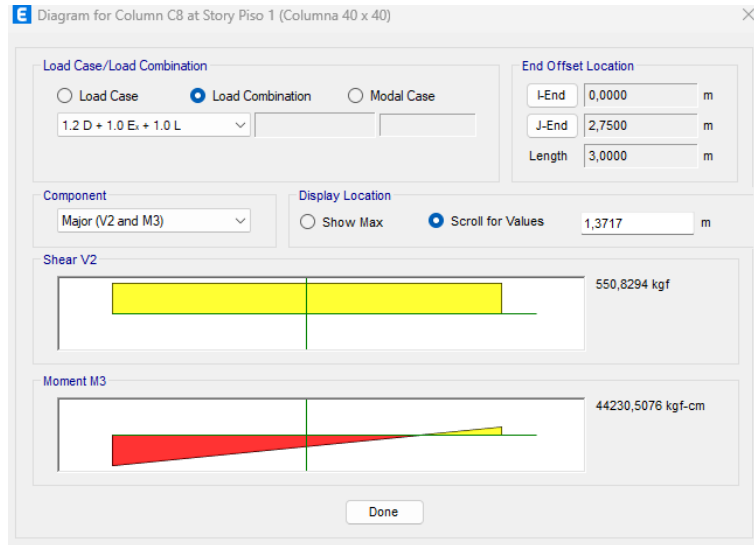 E Diagram for Column C8 at Story Piso 1 (Columna 40 x 40)
Load Case/Load Combination
Load Case Load Combination Modal Case
1.2 D + 1.0 Ex + 1.0 L
End Offset Location
I-End 0,0000 m
J-End 2,7500 m
Length 3,0000 m
Component
Major (V2 and M3)
Display Location
Show Max Scroll for Values 1,3717 m
Shear V2
550,8294 kgf
Moment M3
44230,5076 kgf-cm
Done